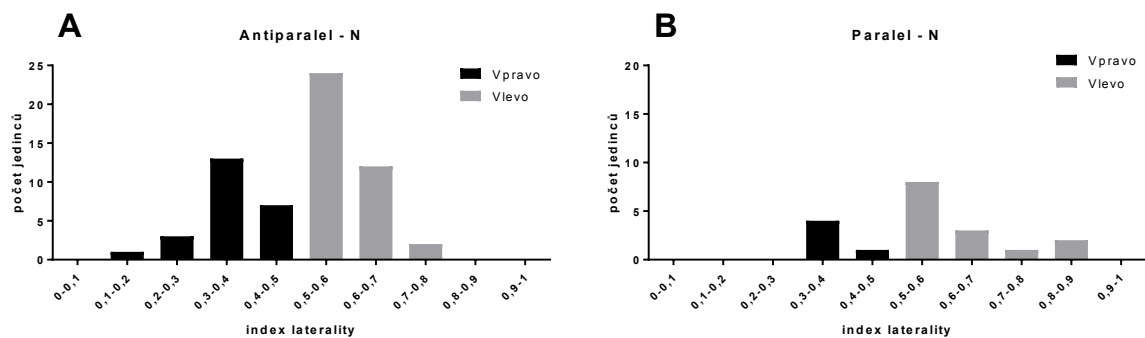 A
Antiparalel - N
25
20
15
10
5
0
počet jedinců
Vpravo
Vlevo
0-0,1
0,1-0,2
0,2-0,3
0,3-0,4
0,4-0,5
0,5-0,6
0,6-0,7
0,7-0,8
0,8-0,9
0,9-1
index laterality
B
Paralel - N
20
15
10
5
0
počet jedinců
Vpravo
Vlevo
0-0,1
0,1-0,2
0,2-0,3
0,3-0,4
0,4-0,5
0,5-0,6
0,6-0,7
0,7-0,8
0,8-0,9
0,9-1
index laterality